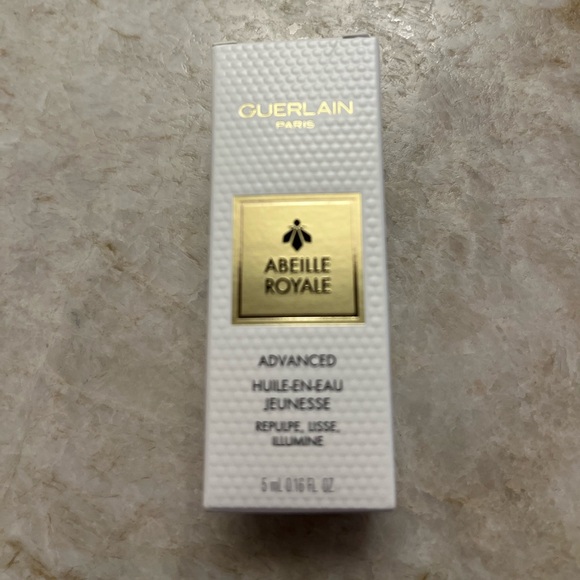 GUERLAIN
PARIS
ABEILLE
ROYALE
ADVANCED
HUILE-EN-EAU
JEUNESSE
REPULPE, LISSE,
ILLUMINE
5 mL 0.16 FL. OZ.